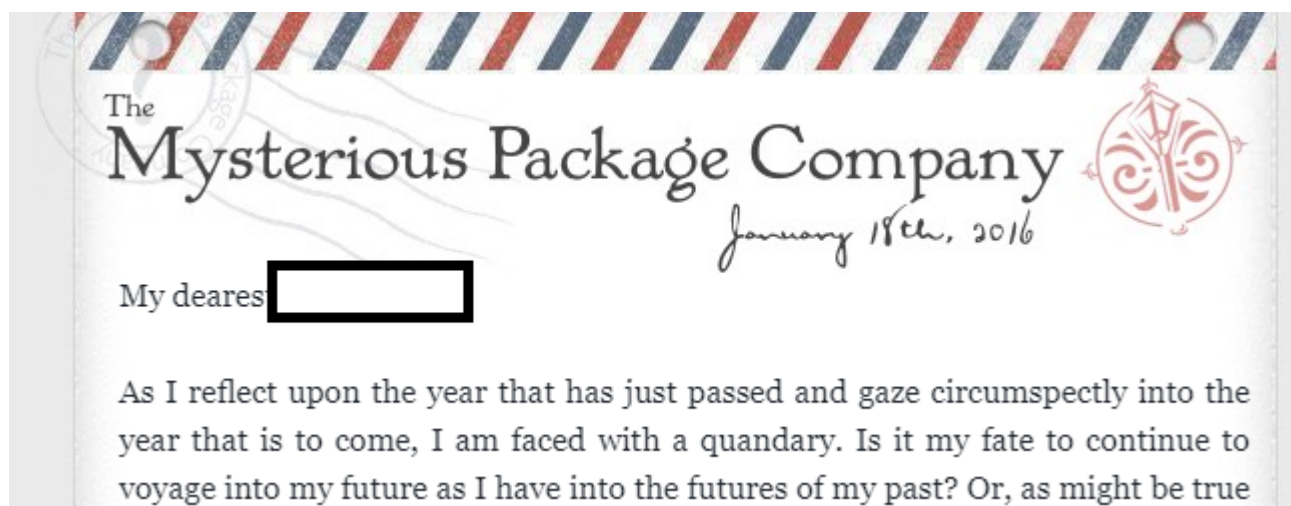 The
Mysterious Package Company
January 18th, 2016
My dearest
As I reflect upon the year that has just passed and gaze circumspectly into the
year that is to come, I am faced with a quandary. Is it my fate to continue to
voyage into my future as I have into the futures of my past? Or, as might be true